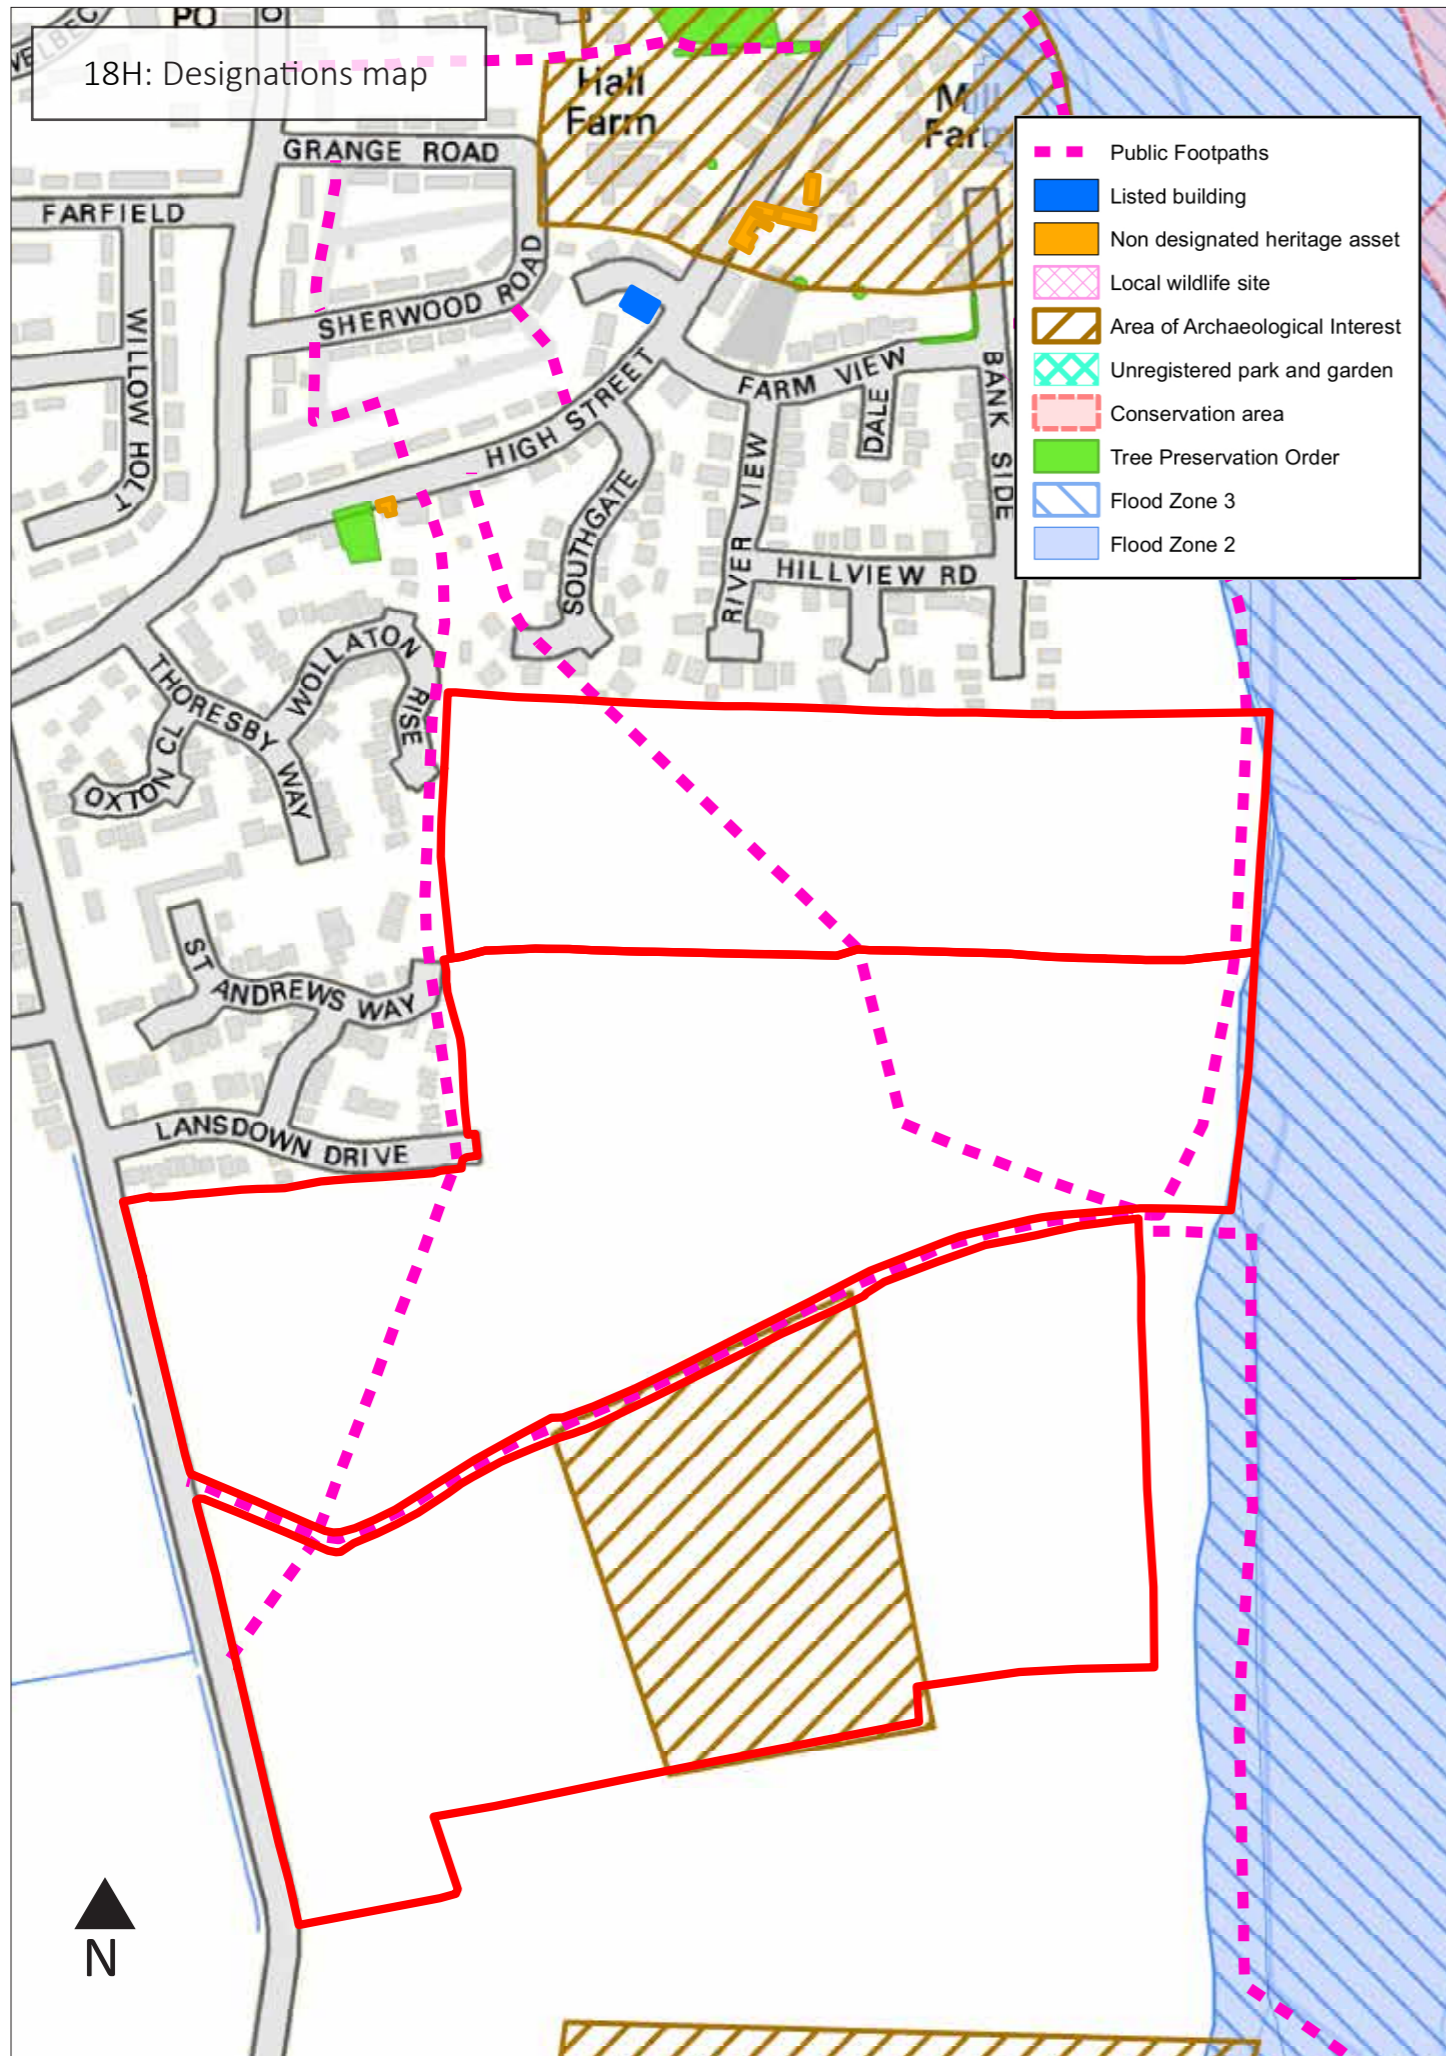 PO
18H: Designations map
Hall
Farm
GRANGE ROAD
FARFIELD
SHERWOOD ROAD
WILLOW HOLT
HIGH STREET
FARM VIEW
DALE
BANK SIDE
RIVER VIEW
SOUTHGATE
HILLVIEW RD
Public Footpaths
Listed building
Non designated heritage asset
Local wildlife site
Area of Archaeological Interest
Unregistered park and garden
Conservation area
Tree Preservation Order
Flood Zone 3
Flood Zone 2
WOLLATON RISE
THORESBY WAY
OXTON CL
ST ANDREWS WAY
LANSDOWN DRIVE
N